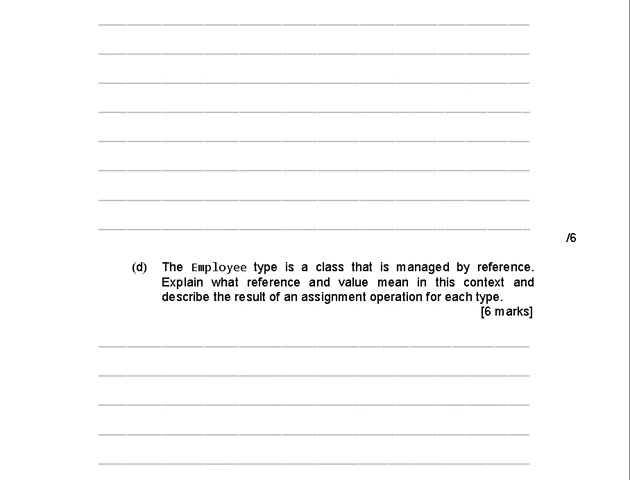 /6
(d) The Employee type is a class that is managed by reference.
Explain what reference and value mean in this context and
describe the result of an assignment operation for each type.
[6 marks]